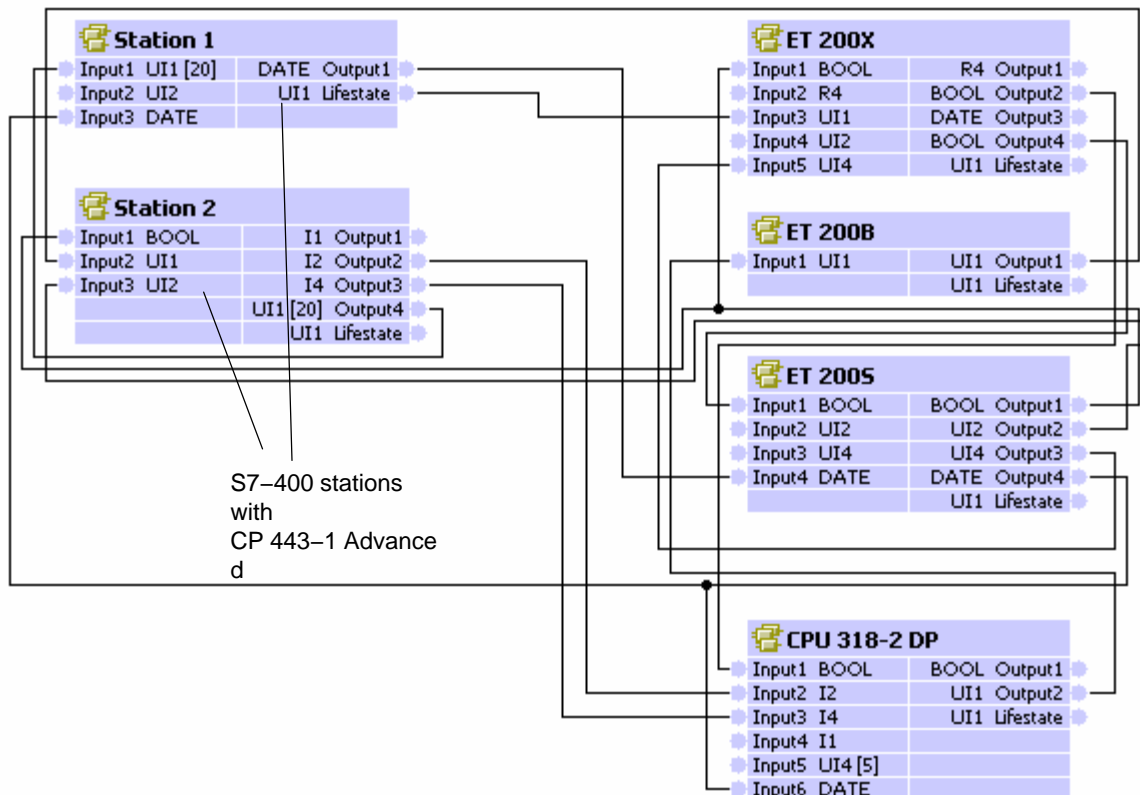 Station 1
Input1 UI1 [20] DATE Output1
Input2 UI2 UI1 Lifestate
Input3 DATE
Station 2
Input1 BOOL I1 Output1
Input2 UI1 I2 Output2
Input3 UI2 I4 Output3
UI1 [20] Output4
UI1 Lifestate
S7–400 stations
with
CP 443–1 Advance
d
ET 200X
Input1 BOOL R4 Output1
Input2 R4 BOOL Output2
Input3 UI1 DATE Output3
Input4 UI2 BOOL Output4
Input5 UI4 UI1 Lifestate
ET 200B
Input1 UI1 UI1 Output1
UI1 Lifestate
ET 200S
Input1 BOOL BOOL Output1
Input2 UI2 UI2 Output2
Input3 UI4 UI4 Output3
Input4 DATE DATE Output4
UI1 Lifestate
CPU 318-2 DP
Input1 BOOL BOOL Output1
Input2 I2 UI1 Output2
Input3 I4 UI1 Lifestate
Input4 I1
Input5 UI4 [5]
Input6 DATE